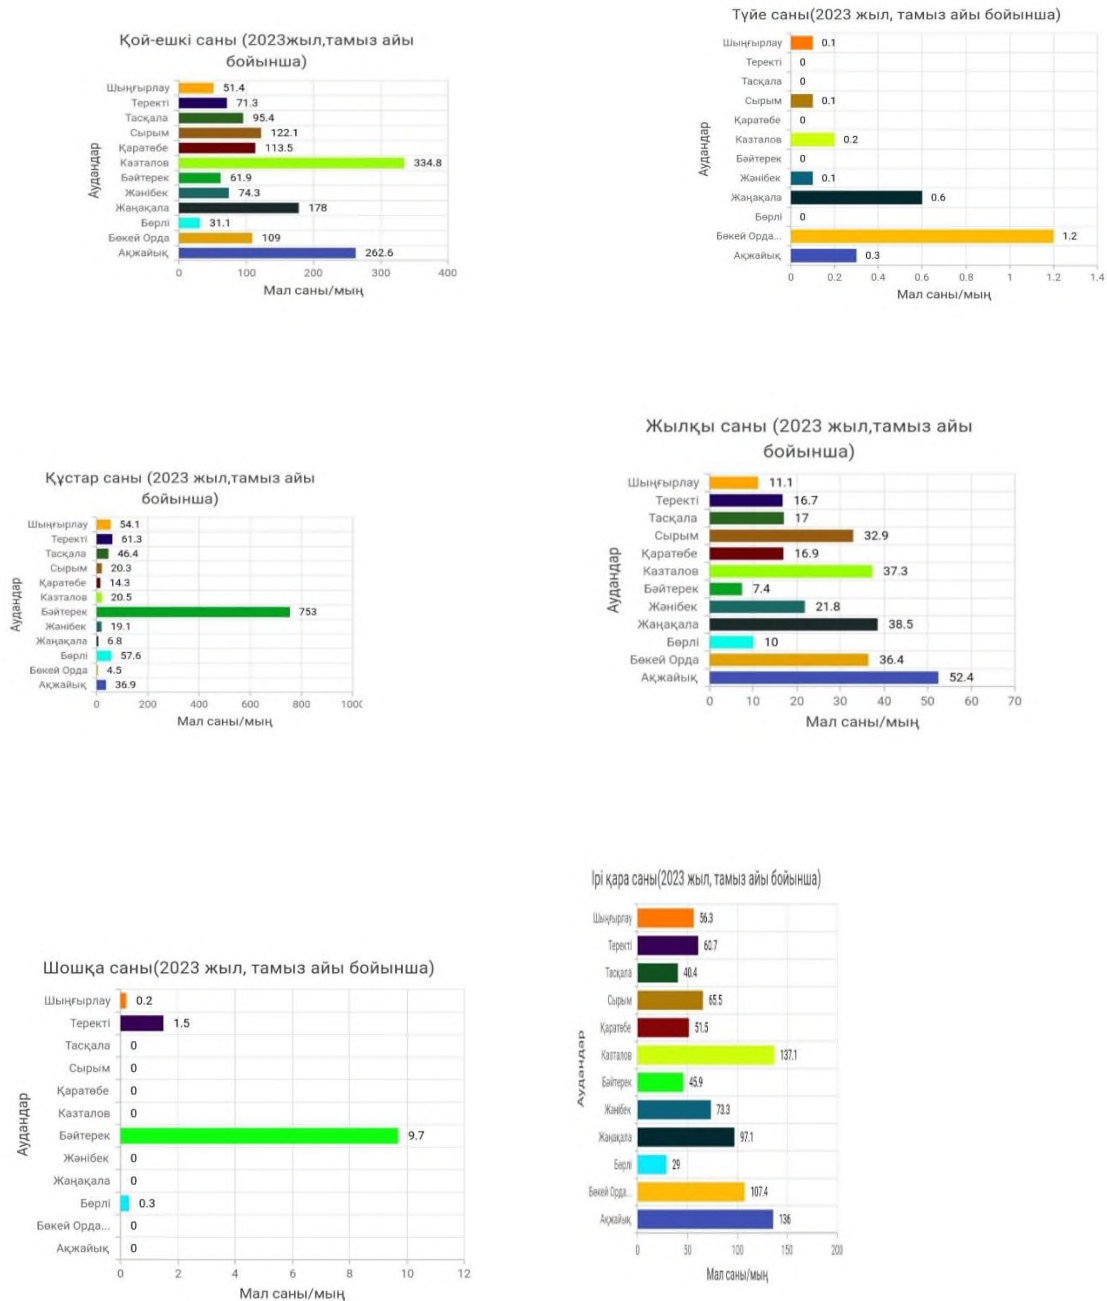 Қой-ешкі саны (2023жыл,тамыз айы
бойынша)
Аудандар
Шыңғырлау 51.4
Теректі 71.3
Тасқала 95.4
Сырым 122.1
Қаратөбе 113.5
Казталов 334.8
Бәйтерек 61.9
Жәнібек 74.3
Жаңақала 178
Бөрлі 31.1
Бөкей Орда 109
Ақжайық 262.6
0 100 200 300 400
Мал саны/мың
Түйе саны(2023 жыл, тамыз айы бойынша)
Аудандар
Шыңғырлау 0.1
Теректі 0
Тасқала 0
Сырым 0.1
Қаратөбе 0
Казталов 0.2
Бәйтерек 0
Жәнібек 0.1
Жаңақала 0.6
Бөрлі 0
Бөкей Орда... 1.2
Ақжайық 0.3
0 0.2 0.4 0.6 0.8 1 1.2 1.4
Мал саны/мың
Құстар саны (2023 жыл,тамыз айы
бойынша)
Аудандар
Шыңғырлау 54.1
Теректі 61.3
Тасқала 46.4
Сырым 20.3
Қаратөбе 14.3
Казталов 20.5
Бәйтерек 753
Жәнібек 19.1
Жаңақала 6.8
Бөрлі 57.6
Бөкей Орда 4.5
Ақжайық 36.9
0 200 400 600 800
Мал саны/мың
Жылқы саны (2023 жыл,тамыз айы
бойынша)
Аудандар
Шыңғырлау 11.1
Теректі 16.7
Тасқала 17
Сырым 32.9
Қаратөбе 16.9
Казталов 37.3
Бәйтерек 7.4
Жәнібек 21.8
Жаңақала 38.5
Бөрлі 10
Бөкей Орда 36.4
Ақжайық 52.4
0 10 20 30 40 50 60 70
Мал саны/мың
Шошқа саны(2023 жыл, тамыз айы бойынша)
Аудандар
Шыңғырлау 0.2
Теректі 1.5
Тасқала 0
Сырым 0
Қаратөбе 0
Казталов 0
Бәйтерек 9.7
Жәнібек 0
Жаңақала 0
Бөрлі 0.3
Бөкей Орда... 0
Ақжайық 0
0 2 4 6 8 10 12
Мал саны/мың
Ірі қара саны(2023 жыл, тамыз айы бойынша)
Аудандар
Шыңғырлау 56.3
Теректі 60.7
Тасқала 40.4
Сырым 65.5
Қаратөбе 51.5
Казталов 137.1
Бәйтерек 45.9
Жәнібек 73.3
Жаңақала 97.1
Бөрлі 29
Бөкей Орда... 107.4
Ақжайық 136
0 50 100 150 200
Мал саны/мың